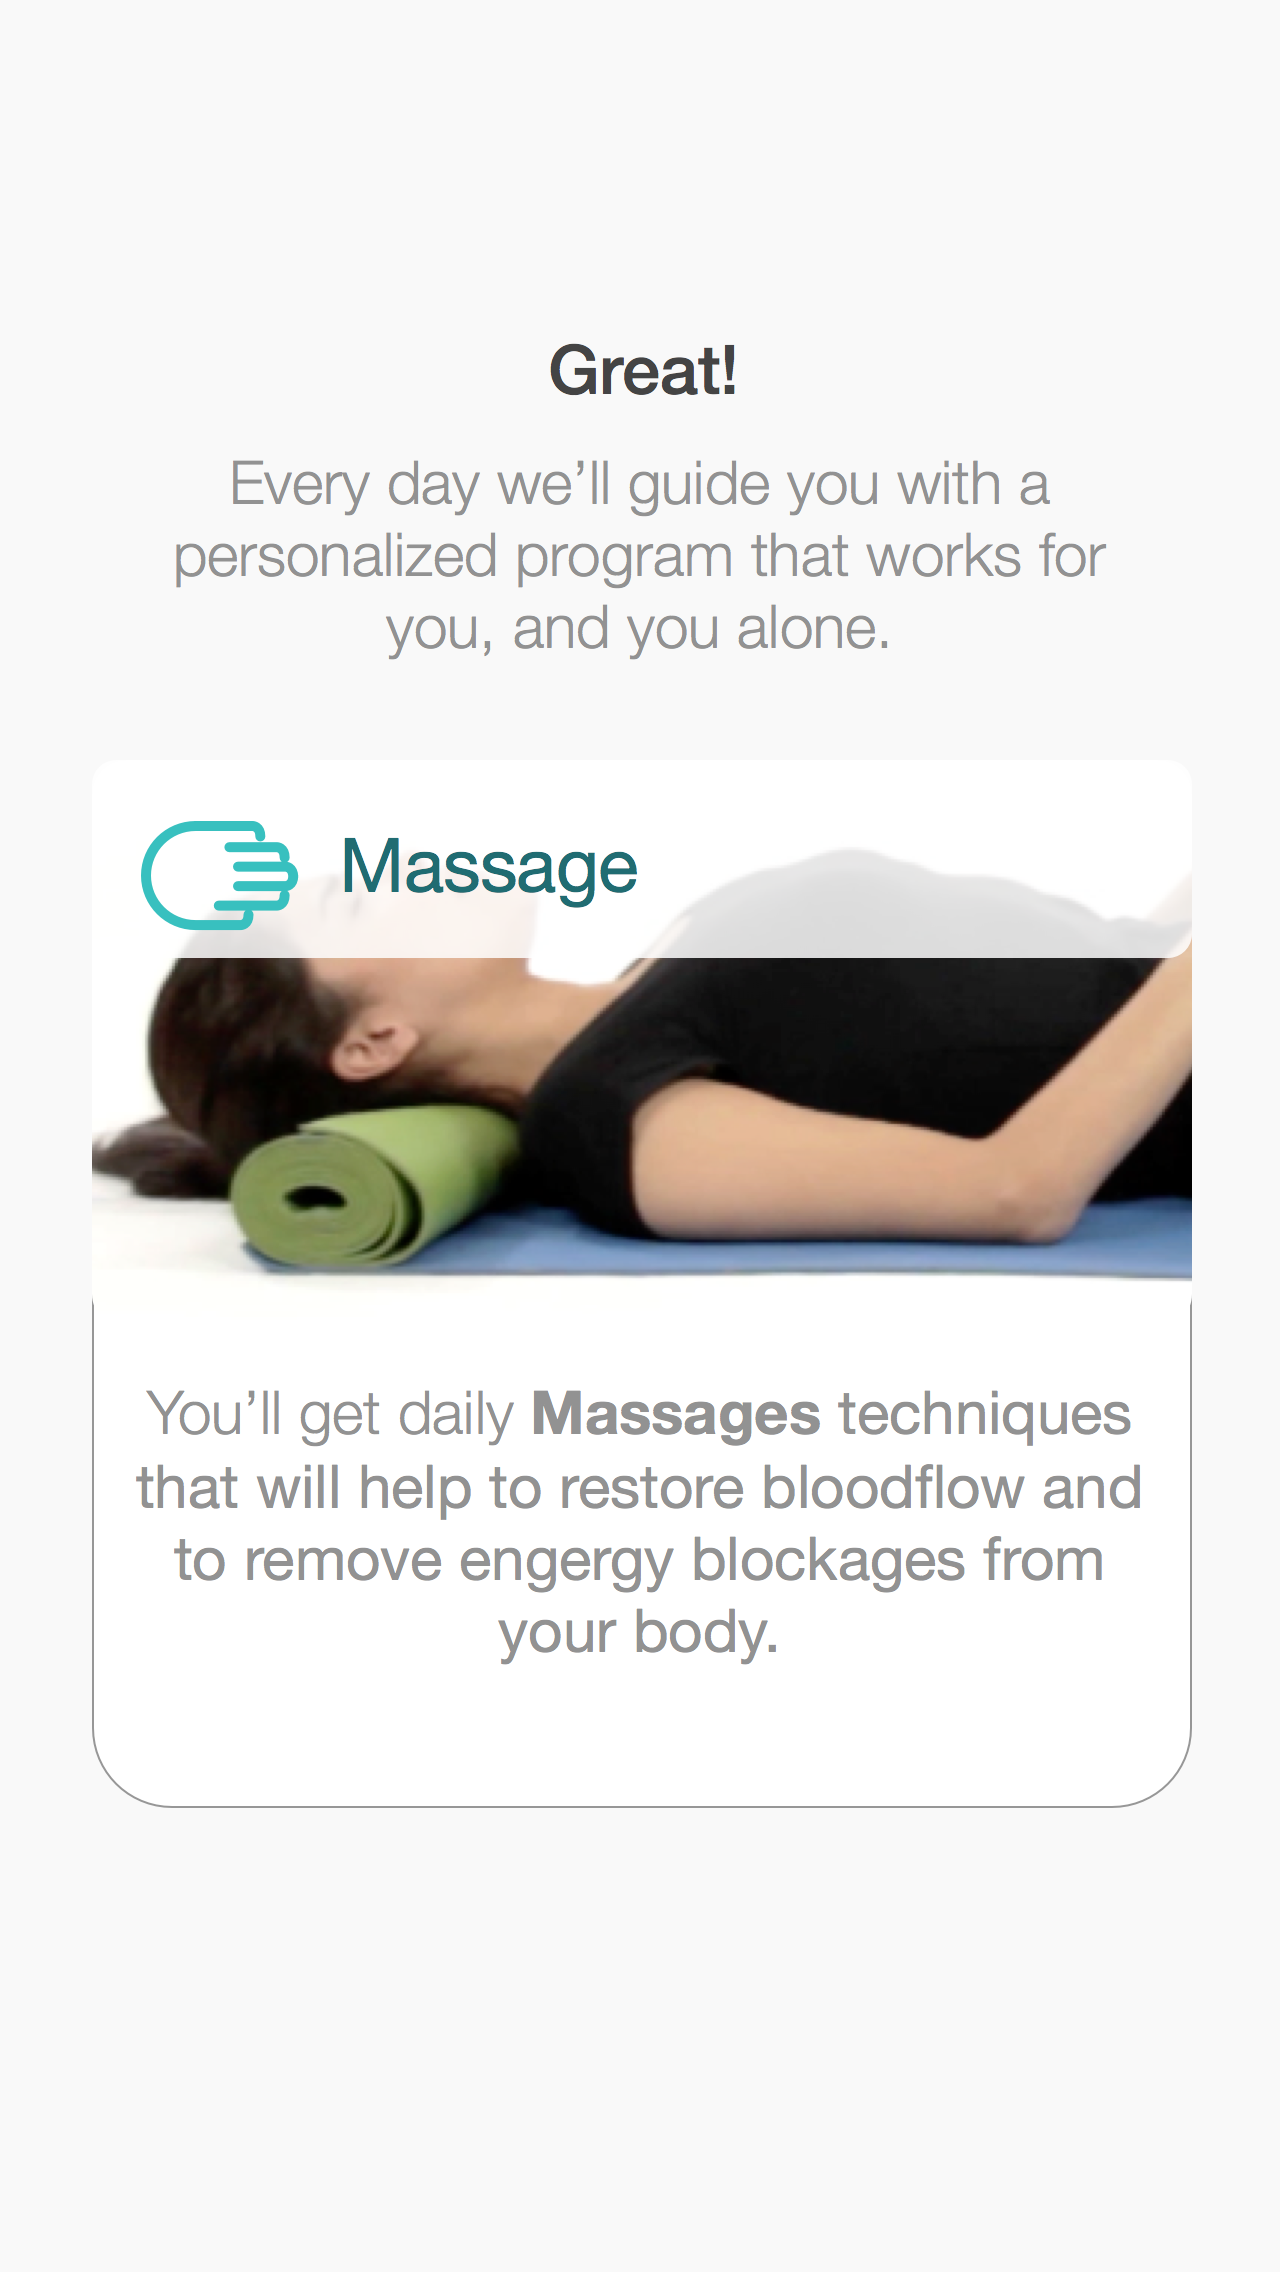 Great!
Every day we’ll guide you with a
personalized program that works for
you, and you alone.
Massage
You’ll get daily Massages techniques
that will help to restore bloodflow and
to remove engergy blockages from
your body.